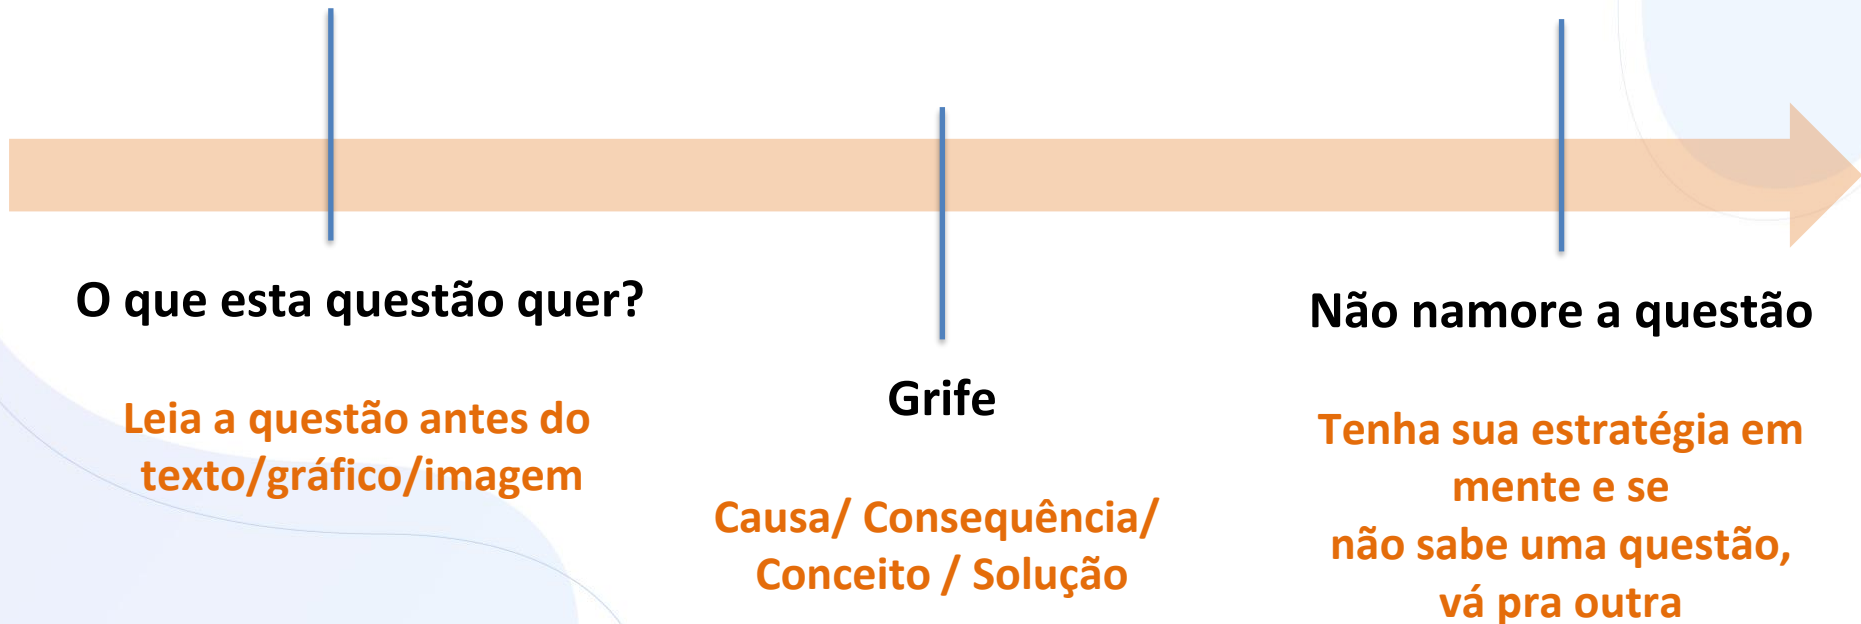 O que esta questão quer?
Leia a questão antes do
texto/gráfico/imagem
Grife
Causa/ Consequência/
Conceito / Solução
Não namore a questão
Tenha sua estratégia em
mente e se
não sabe uma questão,
vá pra outra